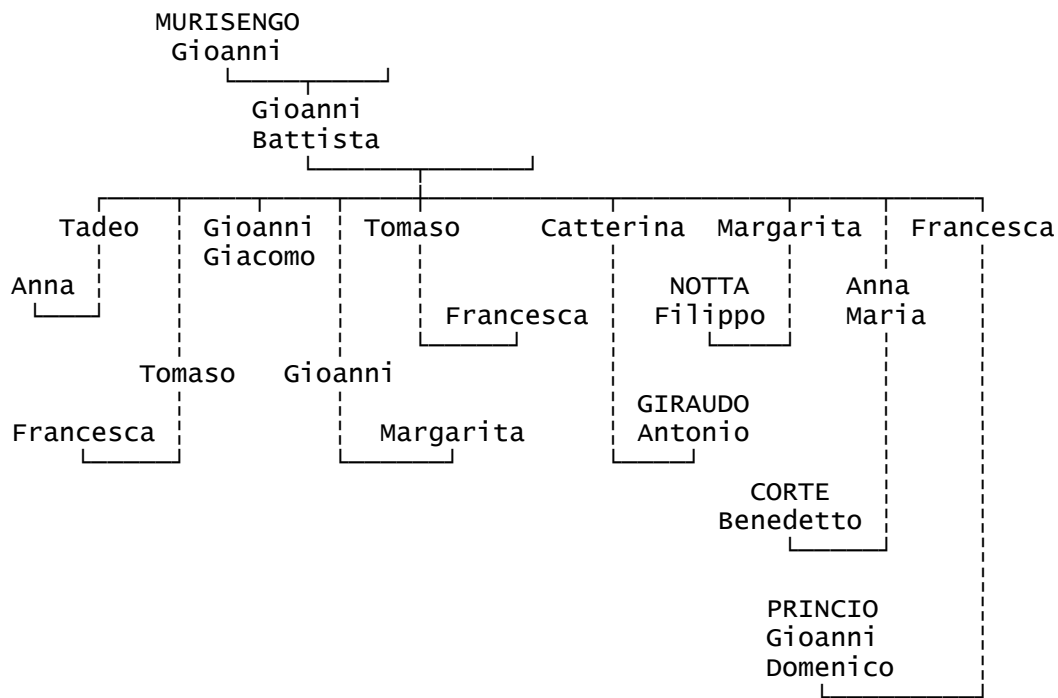 MURISENGO
Gioanni
Gioanni
Battista
Tadeo Gioanni Tomaso Catterina Margarita Francesca
Giacomo
Anna NOTTA Anna
Francesca Filippo Maria
Tomaso Gioanni
GIRAUDO
Francesca Margarita Antonio
CORTE
Benedetto
PRINCIO
Gioanni
Domenico